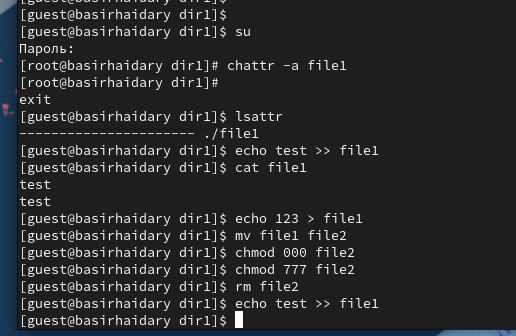 [guest@basirhaidary dir1]$
[guest@basirhaidary dir1]$
[guest@basirhaidary dir1]$ su
Пароль:
[root@basirhaidary dir1]# chattr -a file1
[root@basirhaidary dir1]#
exit
[guest@basirhaidary dir1]$ lsattr
---------------------- ./file1
[guest@basirhaidary dir1]$ echo test >> file1
[guest@basirhaidary dir1]$ cat file1
test
test
[guest@basirhaidary dir1]$ echo 123 > file1
[guest@basirhaidary dir1]$ mv file1 file2
[guest@basirhaidary dir1]$ chmod 000 file2
[guest@basirhaidary dir1]$ chmod 777 file2
[guest@basirhaidary dir1]$ rm file2
[guest@basirhaidary dir1]$ echo test >> file1
[guest@basirhaidary dir1]$